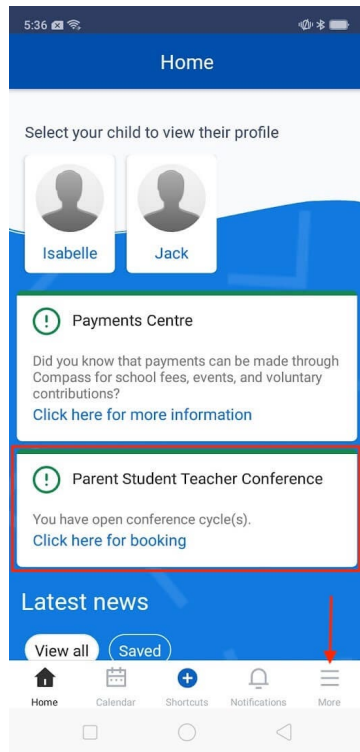 5:36
Home
Select your child to view their profile
Isabelle
Jack
Payments Centre
Did you know that payments can be made through
Compass for school fees, events, and voluntary
contributions?
Click here for more information
Parent Student Teacher Conference
You have open conference cycle(s).
Click here for booking
Latest news
View all
Saved
Home
Calendar
Shortcuts
Notifications
More